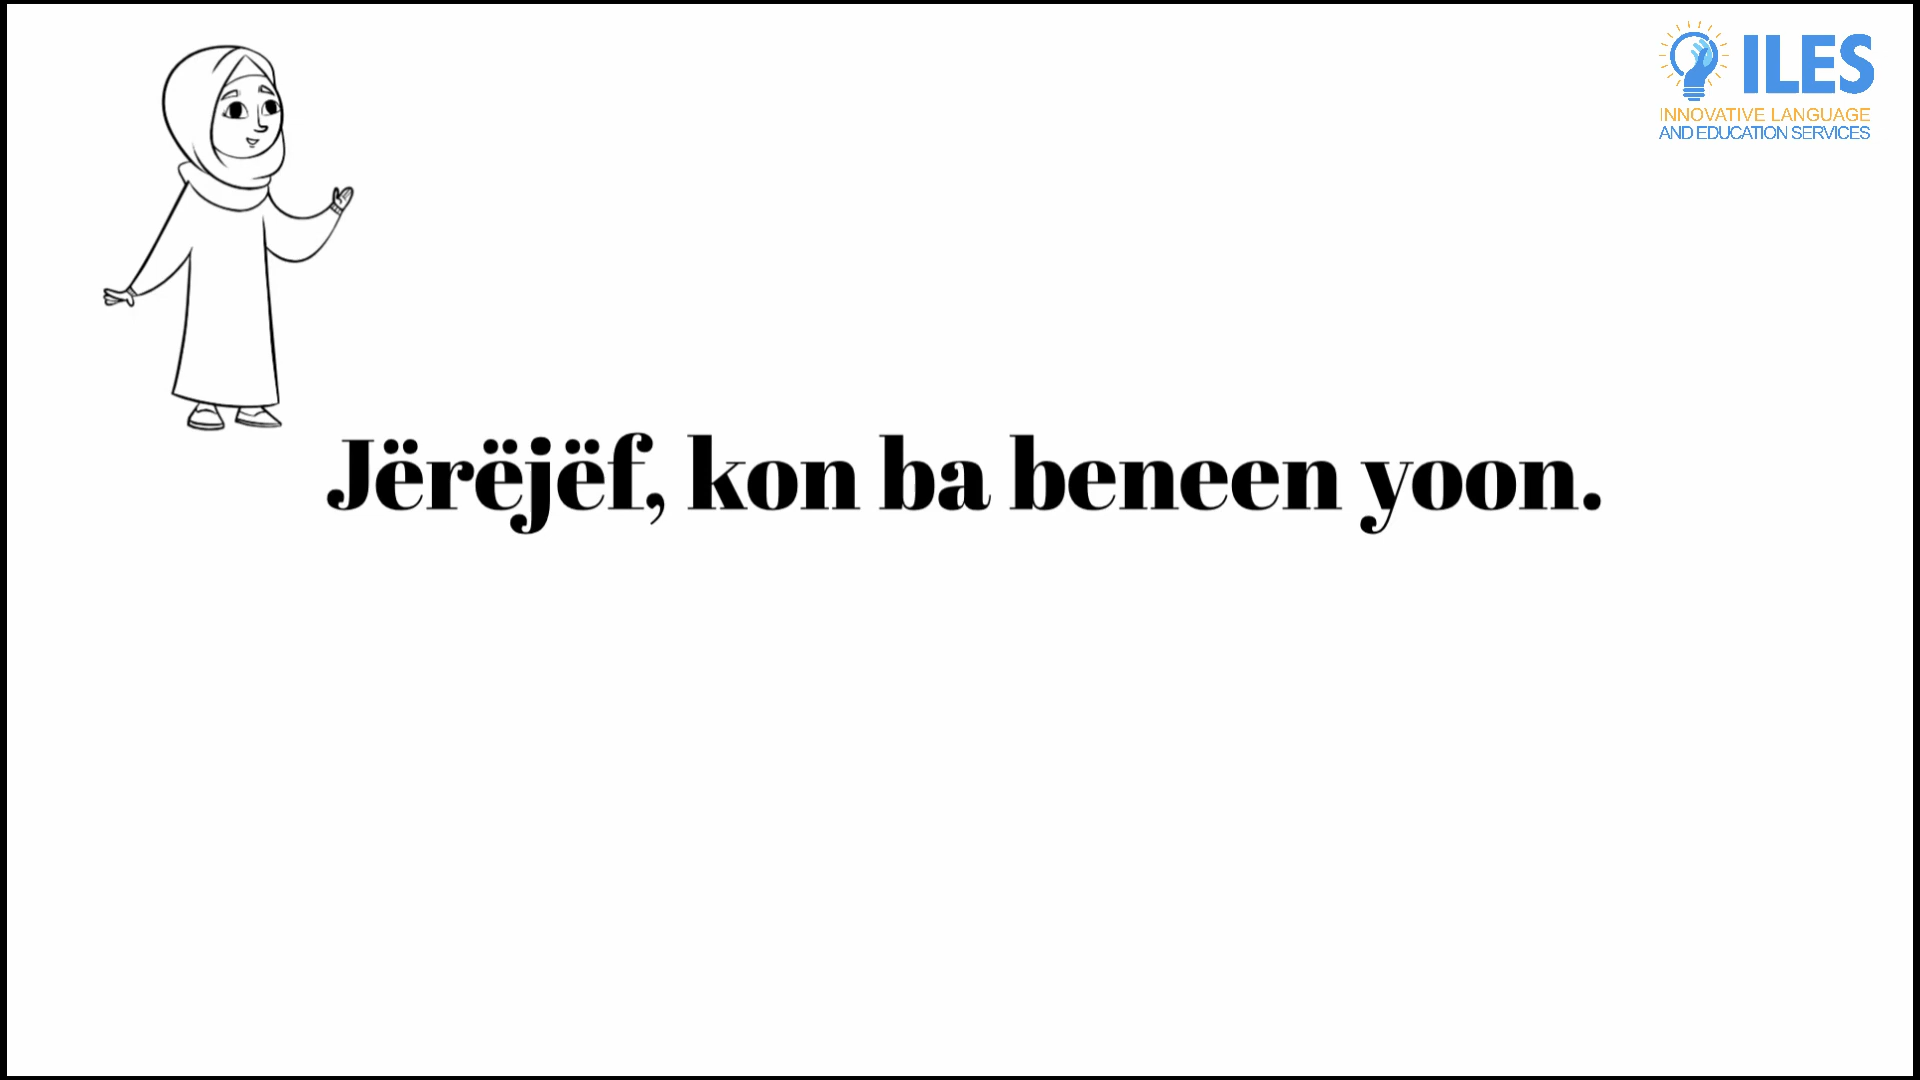 ILES
INNOVATIVE LANGUAGE
AND EDUCATION SERVICES
Jërëjëf, kon ba beneen yoon.